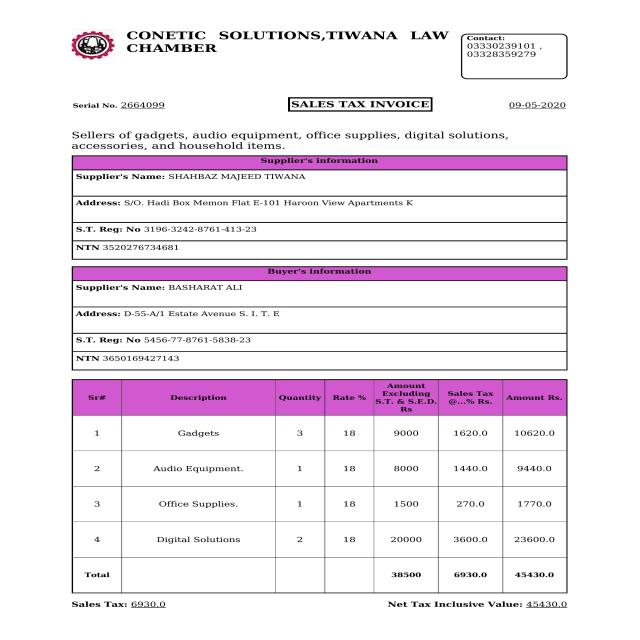 CONETIC SOLUTIONS,TIWANA LAW
CHAMBER
Contact:
03330239101 ,
03328359279
Serial No. 2664099
SALES TAX INVOICE
09-05-2020
Sellers of gadgets, audio equipment, office supplies, digital solutions,
accessories, and household items.
Supplier's information
Supplier's Name: SHAHBAZ MAJEED TIWANA
Address: S/O. Hadi Box Memon Flat E-101 Haroon View Apartments K
S.T. Reg: No 3196-3242-8761-413-23
NTN 3520276734681
Buyer's information
Supplier's Name: BASHARAT ALI
Address: D-55-A/1 Estate Avenue S. I. T. E
S.T. Reg: No 5456-77-8761-5838-23
NTN 3650169427143
Sr# Description Quantity Rate % Amount Excluding S.T. & S.E.D. Rs Sales Tax @...% Rs. Amount Rs.
1 Gadgets 3 18 9000 1620.0 10620.0
2 Audio Equipment. 1 18 8000 1440.0 9440.0
3 Office Supplies. 1 18 1500 270.0 1770.0
4 Digital Solutions 2 18 20000 3600.0 23600.0
Total 38500 6930.0 45430.0
Sales Tax: 6930.0 Net Tax Inclusive Value: 45430.0